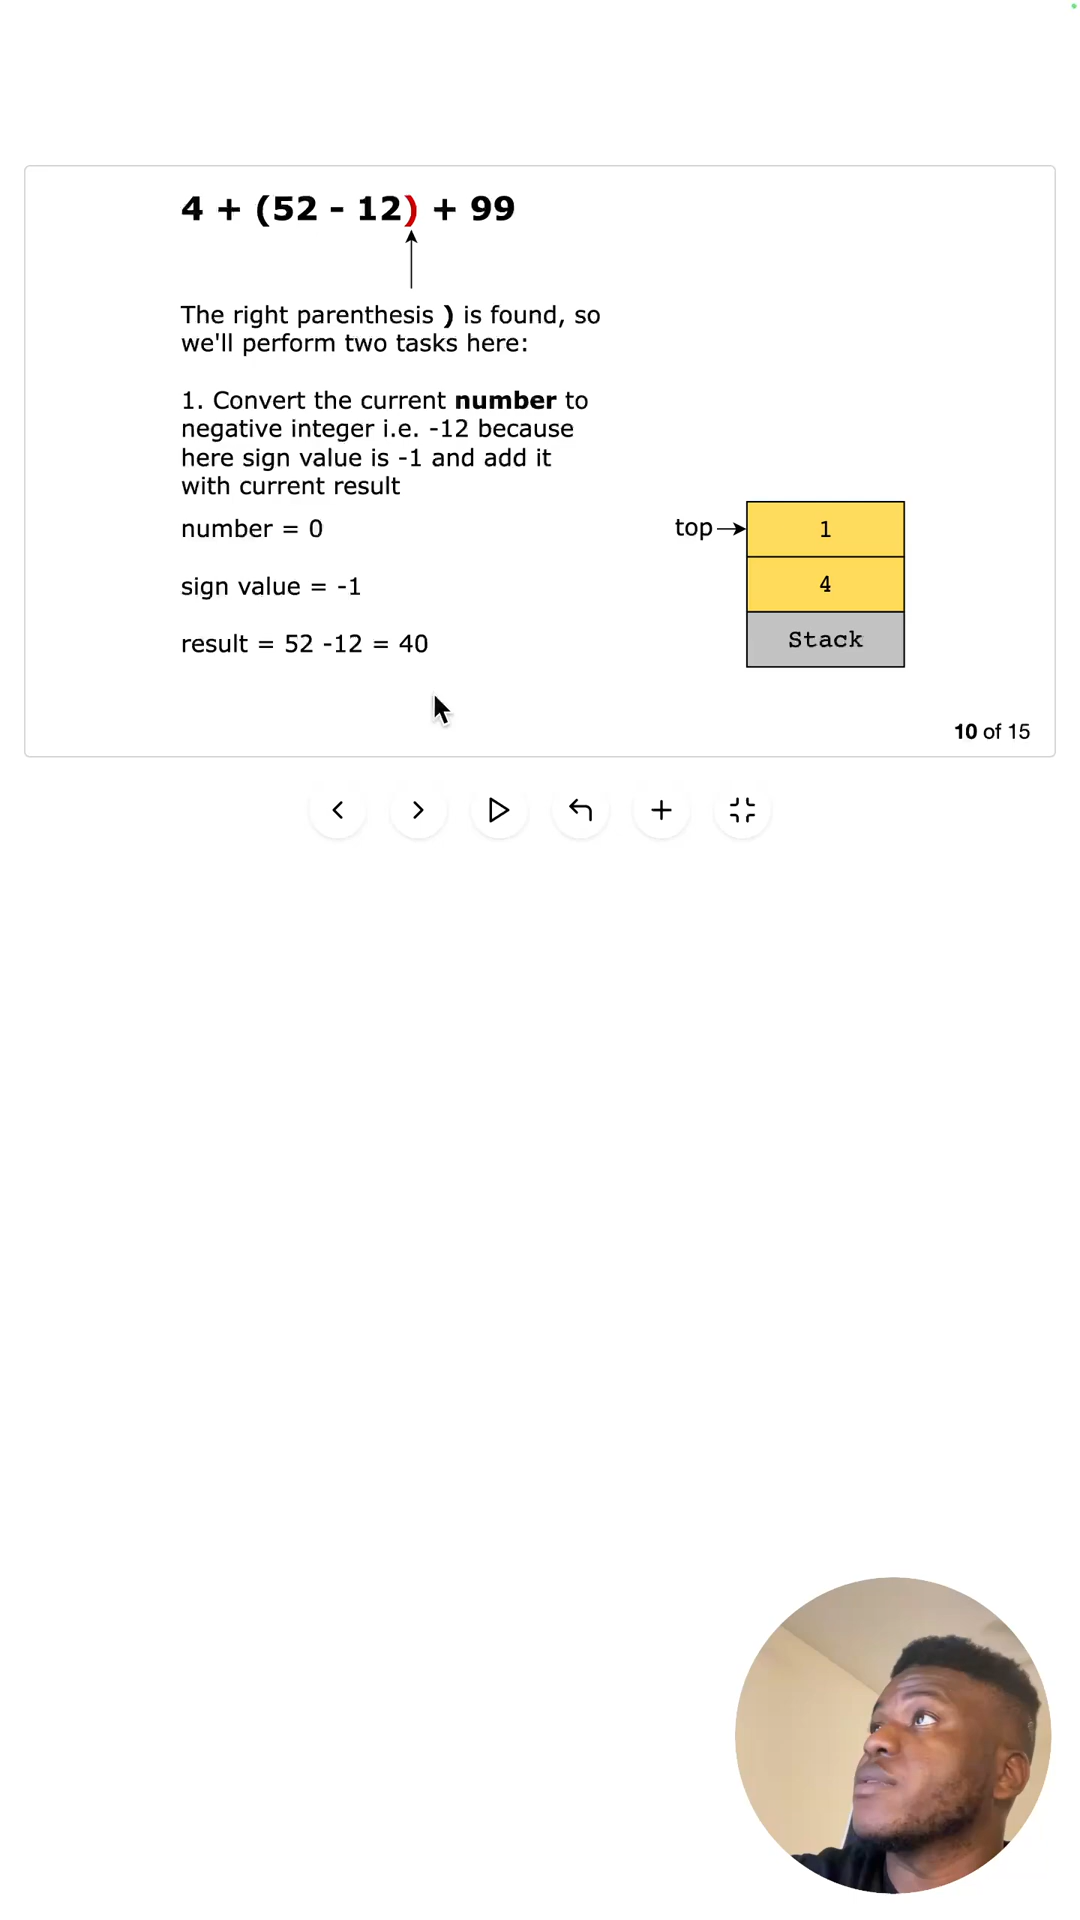 4 + (52 - 12) + 99
The right parenthesis ) is found, so
we'll perform two tasks here:
1. Convert the current number to
negative integer i.e. -12 because
here sign value is -1 and add it
with current result
number = 0
sign value = -1
result = 52 -12 = 40
top
1
4
Stack
10 of 15